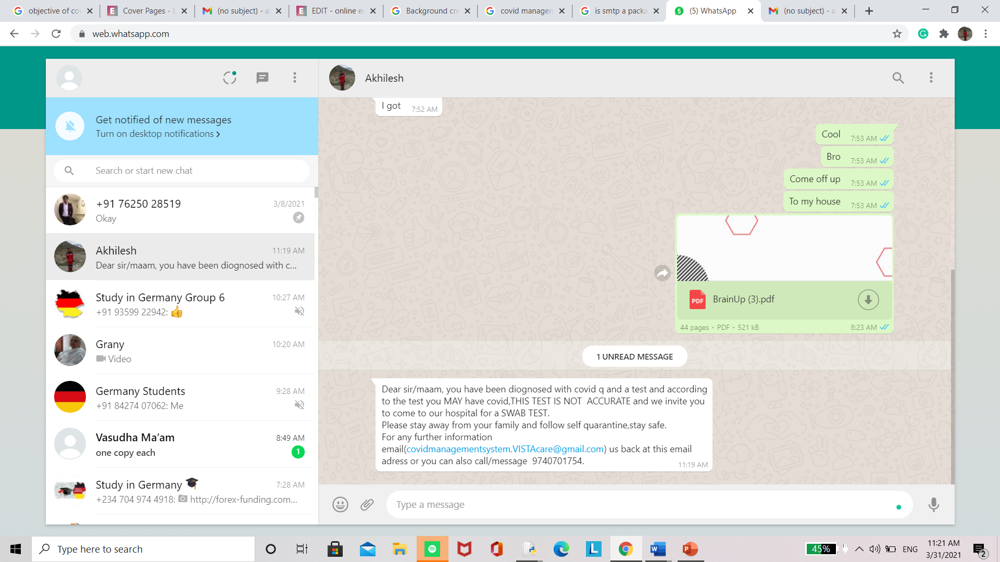 objective of co
Cover Pages - E
(no subject) - a
EDIT - online e
Background cre
covid managem
is smtp a packa
(5) WhatsApp
(no subject) - a
web.whatsapp.com
Akhilesh
Get notified of new messages
Turn on desktop notifications
Search or start new chat
+91 76250 28519 3/8/2021
Okay
Akhilesh 11:19 AM
Dear sir/maam, you have been diognosed with c...
Study in Germany Group 6 10:27 AM
+91 93599 22942: 👍
Grany 10:20 AM
Video
Germany Students 9:28 AM
+91 84274 07062: Me
Vasudha Ma’am 8:49 AM
one copy each 1
Study in Germany 🎓 7:28 AM
+234 704 974 4918: http://forex-funding.com...
I got 7:52 AM
Cool 7:53 AM
Bro 7:53 AM
Come off up 7:53 AM
To my house 7:53 AM
PDF BrainUp (3).pdf
44 pages • PDF • 521 kB 8:23 AM
1 UNREAD MESSAGE
Dear sir/maam, you have been diognosed with covid q and a test and according
to the test you MAY have covid,THIS TEST IS NOT ACCURATE and we invite you
to come to our hospital for a SWAB TEST.
Please stay away from your family and follow self quarantine,stay safe.
For any further information
email(covidmanagementsystem.VISTAcare@gmail.com) us back at this email
adress or you can also call/message 9740701754.
11:19 AM
Type a message
Type here to search
45%
ENG
11:21 AM
3/31/2021
2